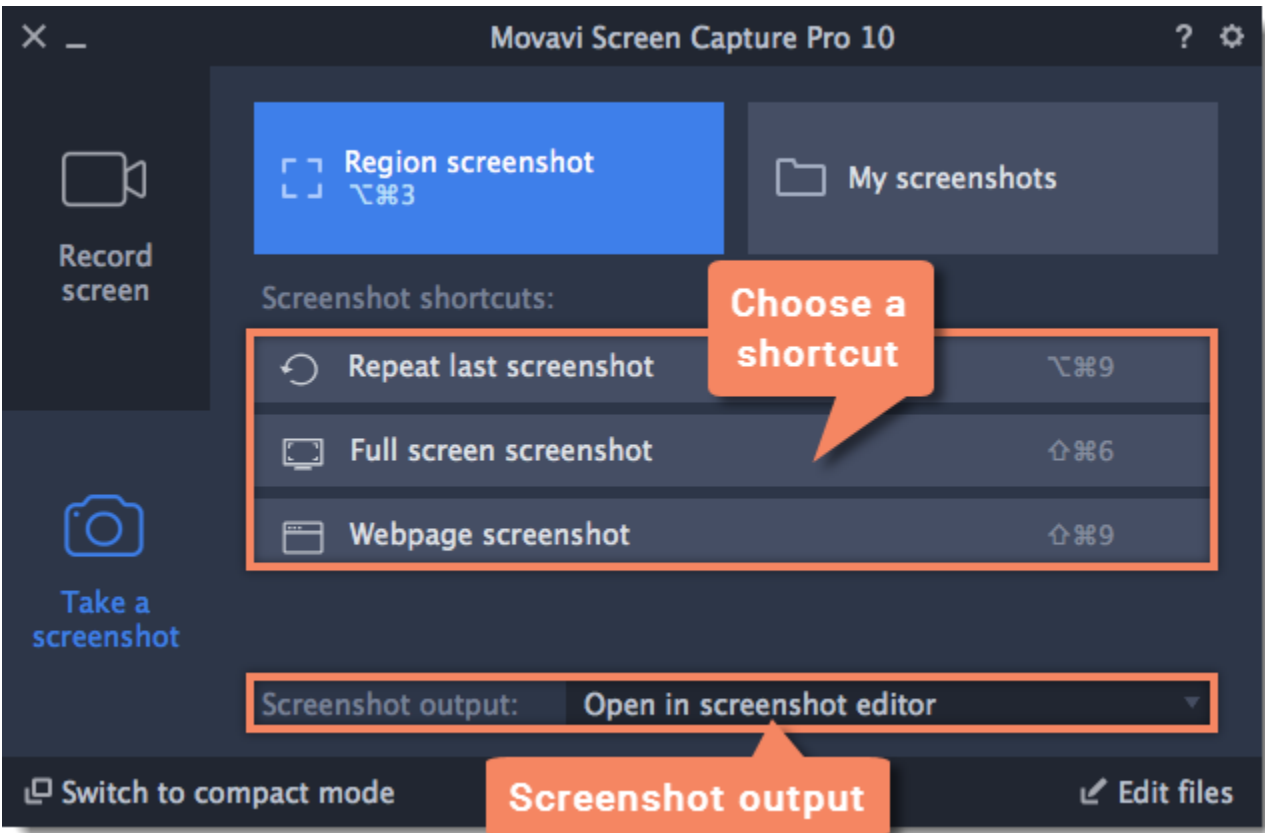 Movavi Screen Capture Pro 10
?
Region screenshot
⌥⌘3
My screenshots
Record
screen
Screenshot shortcuts:
Choose a
shortcut
Repeat last screenshot
⌥⌘9
Full screen screenshot
⇧⌘6
Webpage screenshot
⇧⌘9
Take a
screenshot
Screenshot output:
Open in screenshot editor
Switch to compact mode
Screenshot output
Edit files